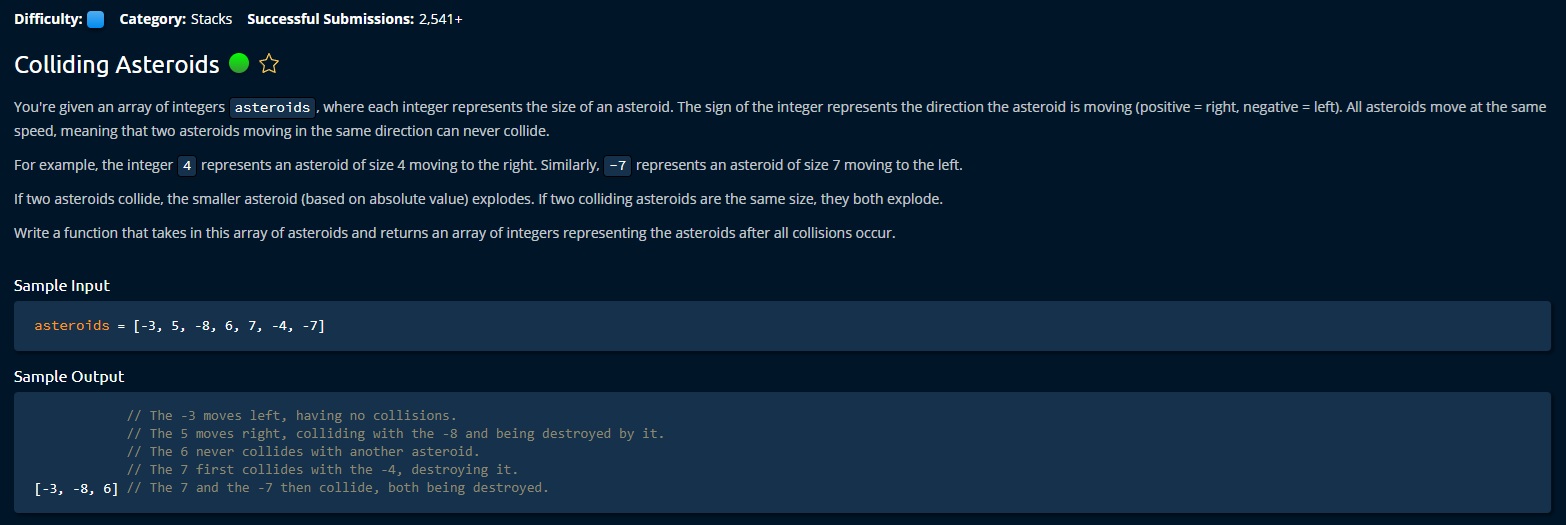 Difficulty: Category: Stacks Successful Submissions: 2,541+
Colliding Asteroids
You're given an array of integers asteroids, where each integer represents the size of an asteroid. The sign of the integer represents the direction the asteroid is moving (positive = right, negative = left). All asteroids move at the same
speed, meaning that two asteroids moving in the same direction can never collide.
For example, the integer 4 represents an asteroid of size 4 moving to the right. Similarly, -7 represents an asteroid of size 7 moving to the left.
If two asteroids collide, the smaller asteroid (based on absolute value) explodes. If two colliding asteroids are the same size, they both explode.
Write a function that takes in this array of asteroids and returns an array of integers representing the asteroids after all collisions occur.
Sample Input
asteroids = [-3, 5, -8, 6, 7, -4, -7]
Sample Output
// The -3 moves left, having no collisions.
// The 5 moves right, colliding with the -8 and being destroyed by it.
// The 6 never collides with another asteroid.
// The 7 first collides with the -4, destroying it.
[-3, -8, 6] // The 7 and the -7 then collide, both being destroyed.